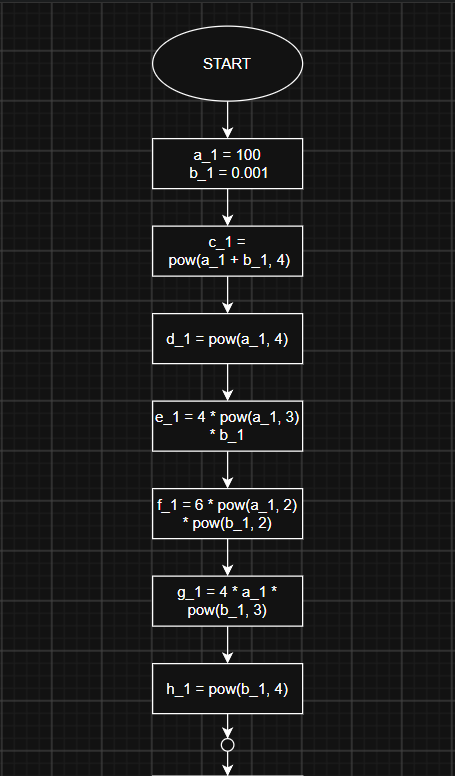 START
a_1 = 100
b_1 = 0.001
c_1 =
pow(a_1 + b_1, 4)
d_1 = pow(a_1, 4)
e_1 = 4 * pow(a_1, 3)
* b_1
f_1 = 6 * pow(a_1, 2)
* pow(b_1, 2)
g_1 = 4 * a_1 *
pow(b_1, 3)
h_1 = pow(b_1, 4)